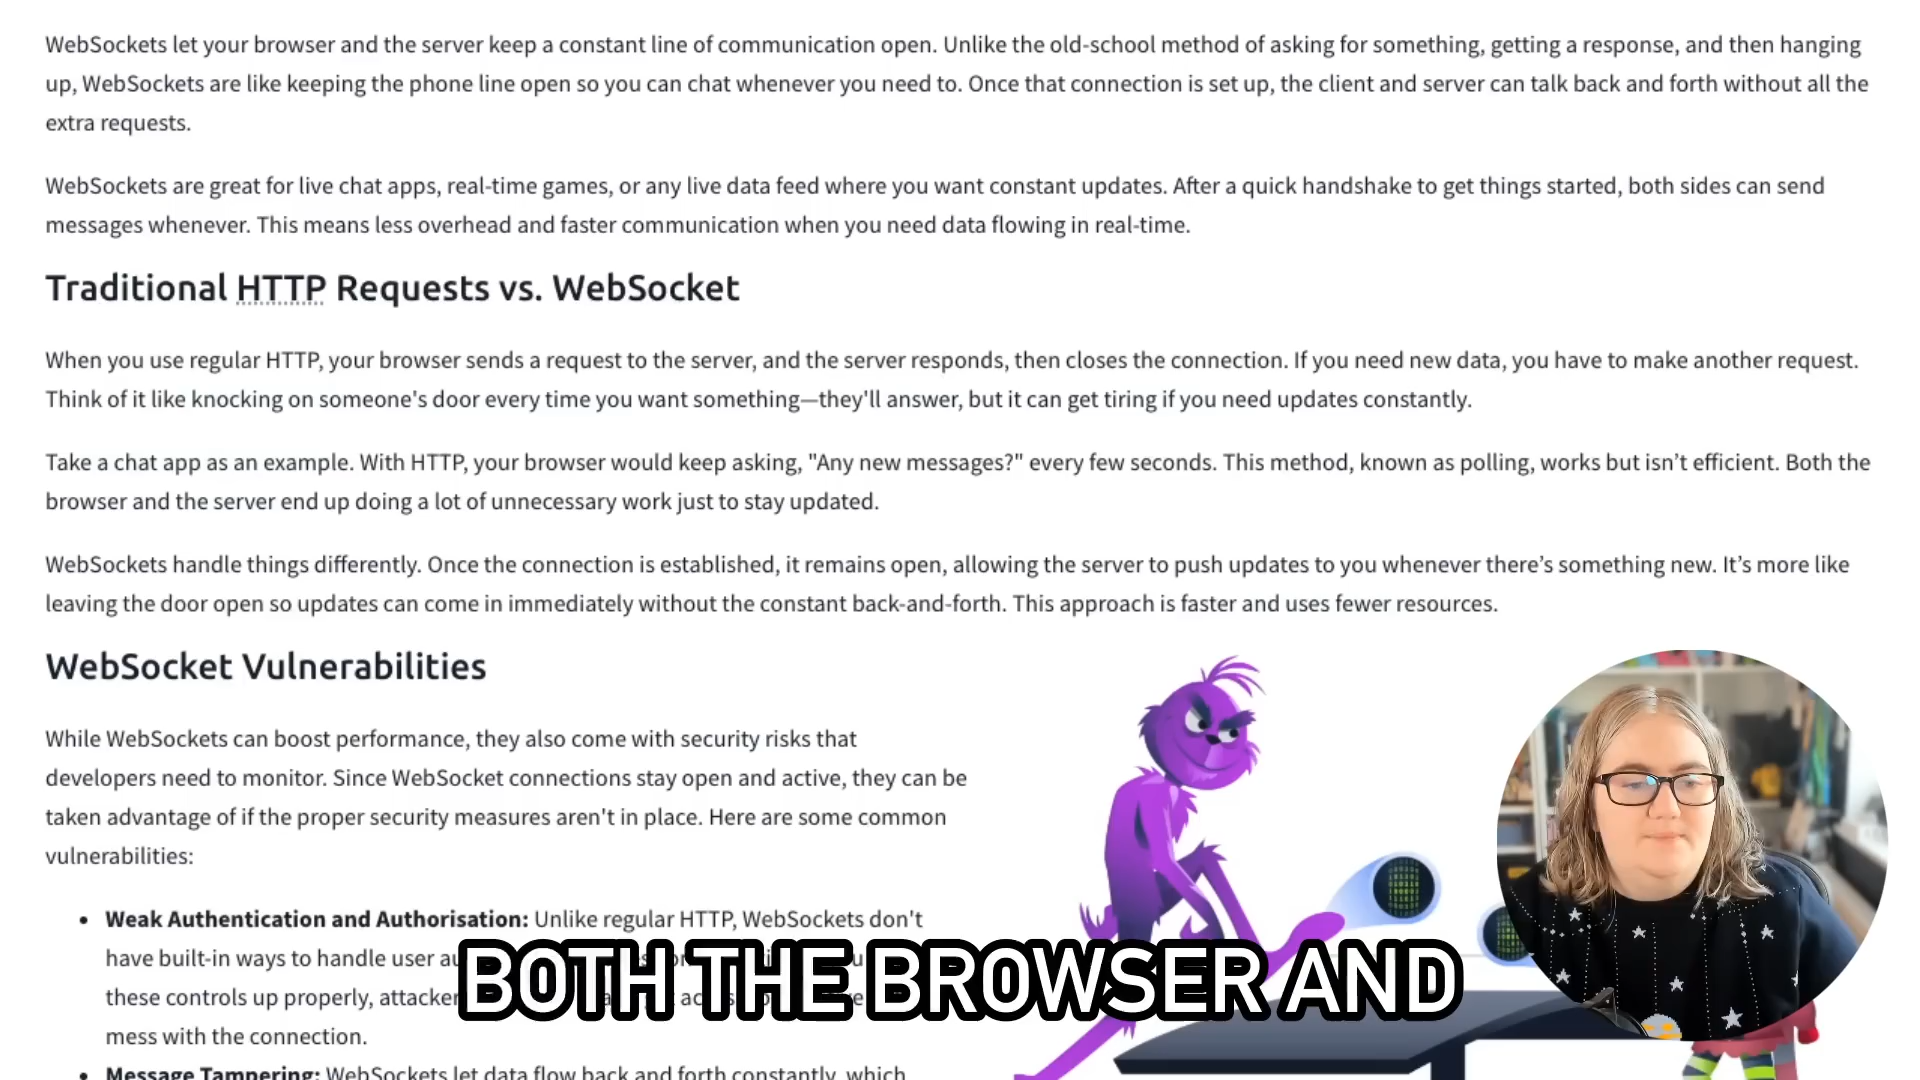 WebSockets let your browser and the server keep a constant line of communication open. Unlike the old-school method of asking for something, getting a response, and then hanging
up, WebSockets are like keeping the phone line open so you can chat whenever you need to. Once that connection is set up, the client and server can talk back and forth without all the
extra requests.
WebSockets are great for live chat apps, real-time games, or any live data feed where you want constant updates. After a quick handshake to get things started, both sides can send
messages whenever. This means less overhead and faster communication when you need data flowing in real-time.
Traditional HTTP Requests vs. WebSocket
When you use regular HTTP, your browser sends a request to the server, and the server responds, then closes the connection. If you need new data, you have to make another request.
Think of it like knocking on someone's door every time you want something—they'll answer, but it can get tiring if you need updates constantly.
Take a chat app as an example. With HTTP, your browser would keep asking, "Any new messages?" every few seconds. This method, known as polling, works but isn’t efficient. Both the
browser and the server end up doing a lot of unnecessary work just to stay updated.
WebSockets handle things differently. Once the connection is established, it remains open, allowing the server to push updates to you whenever there’s something new. It’s more like
leaving the door open so updates can come in immediately without the constant back-and-forth. This approach is faster and uses fewer resources.
WebSocket Vulnerabilities
While WebSockets can boost performance, they also come with security risks that
developers need to monitor. Since WebSocket connections stay open and active, they can be
taken advantage of if the proper security measures aren't in place. Here are some common
vulnerabilities:
• Weak Authentication and Authorisation: Unlike regular HTTP, WebSockets don't
have built-in ways to handle user
these controls up properly,
mess with the connection.
• Message Tampering: WebSockets let data flow back and forth constantly, which
BOTH THE BROWSER AND